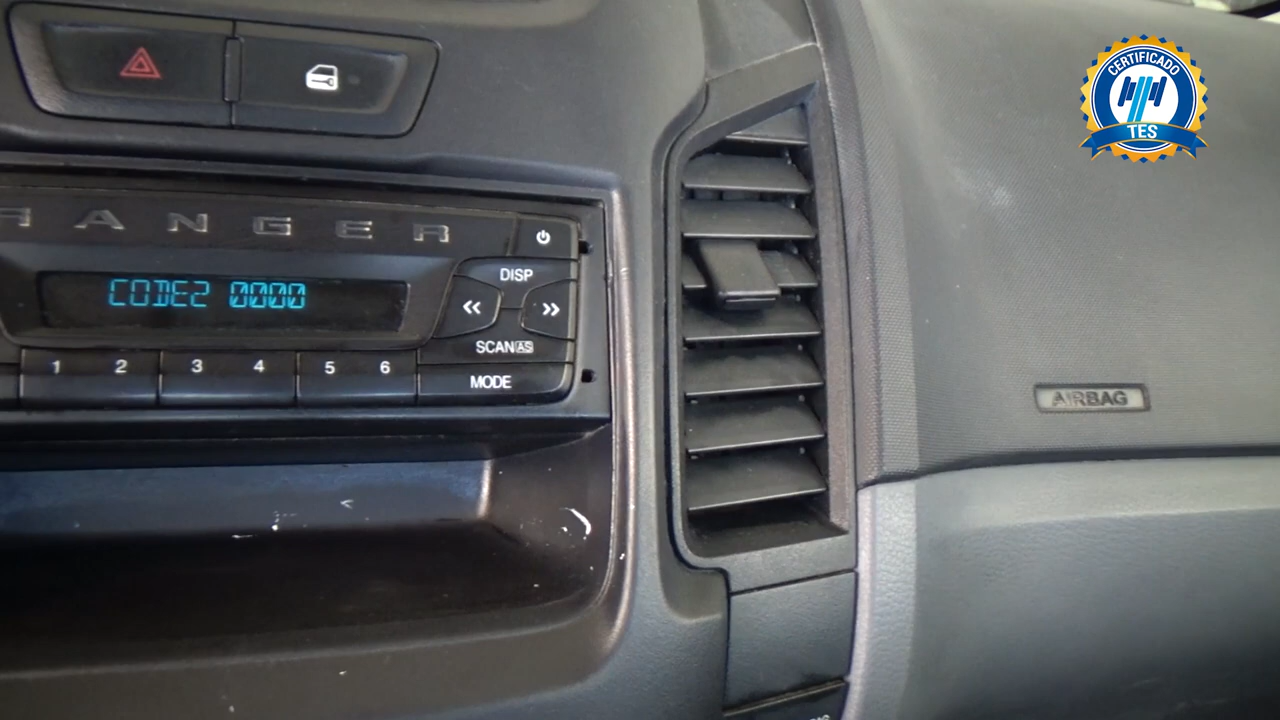 CERTIFICADO
TES
RANGER
DISP
CODE2 0000
SCAN AS
1 2 3 4 5 6
MODE
AIRBAG